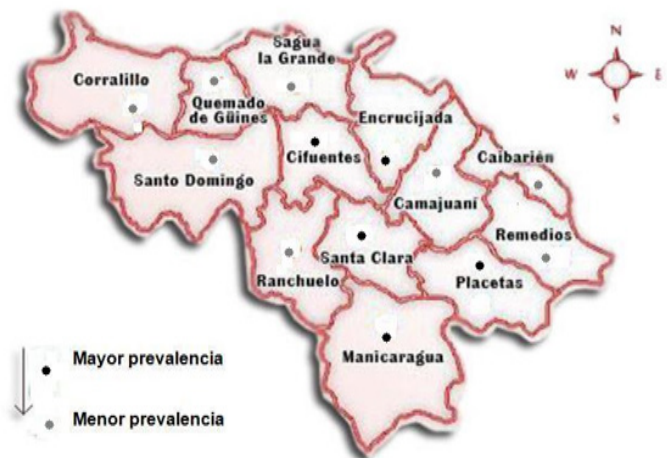 Sagua
la Grande
N
W E
S
Corralillo
Quemado
de Güines
Encrucijada
Cifuentes
Caibarién
Santo Domingo
Camajuaní
Remedios
Ranchuelo
Santa Clara
Placetas
Manicaragua
Mayor prevalencia
Menor prevalencia